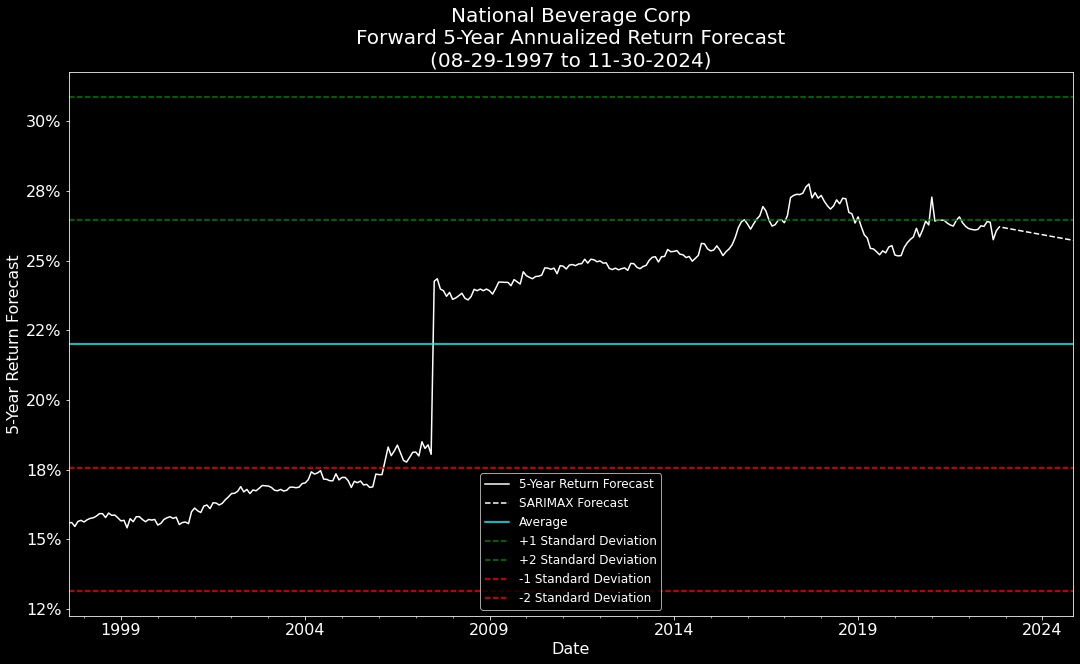 National Beverage Corp
Forward 5-Year Annualized Return Forecast
(08-29-1997 to 11-30-2024)
5-Year Return Forecast
30%
28%
25%
22%
20%
18%
15%
12%
5-Year Return Forecast
SARIMAX Forecast
Average
+1 Standard Deviation
+2 Standard Deviation
-1 Standard Deviation
-2 Standard Deviation
1999 2004 2009 2014 2019 2024
Date